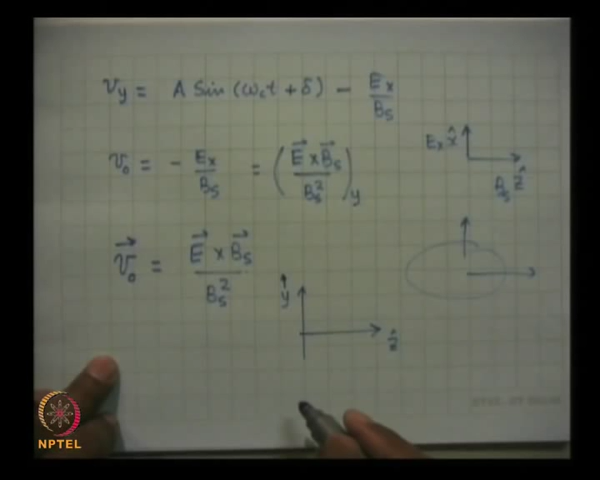 v_y = A Sin (ω_c t + δ) − E_x / B_s
v_0 = − E_x / B_s = (E⃗ × B⃗_s / B_s²)_y
E_x x̂
B_s ẑ
v⃗_0 = E⃗ × B⃗_s / B_s²
ŷ
ẑ
NPTEL